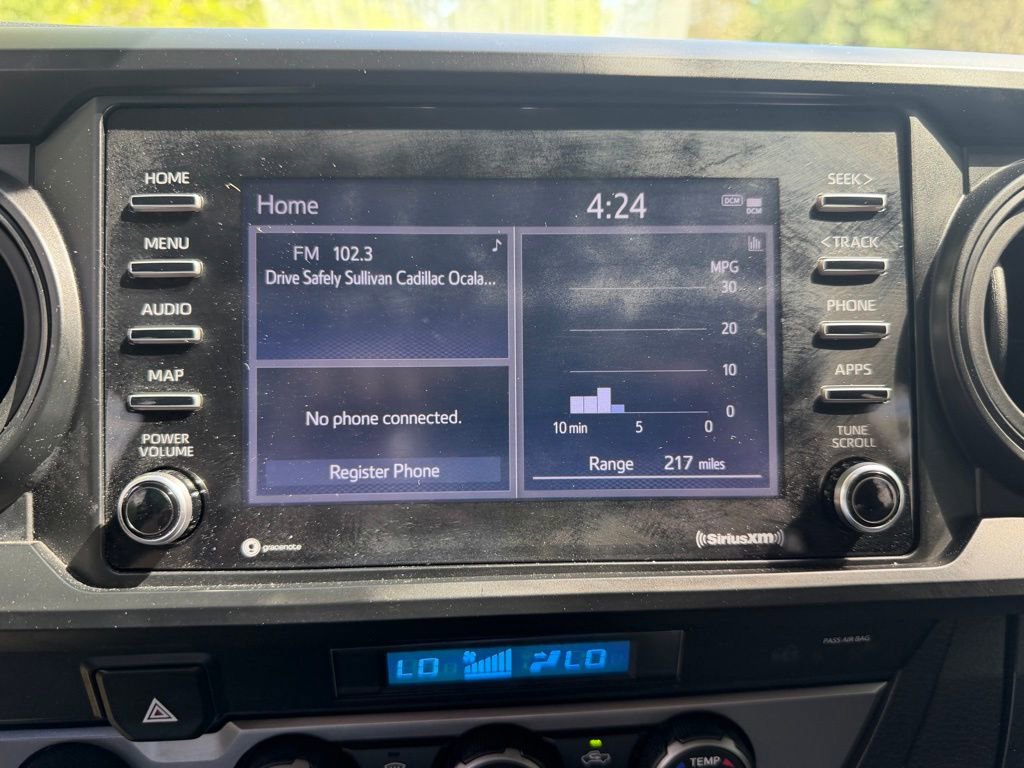 HOME
MENU
AUDIO
MAP
POWER
VOLUME
Home 4:24 DCM DCM
FM 102.3
Drive Safely Sullivan Cadillac Ocala...
No phone connected.
Register Phone
MPG
30
20
10
0
10 min 5 0
Range 217 miles
SEEK>
<TRACK
PHONE
APPS
TUNE
SCROLL
gracenote
((SiriusXM))
PASS AIR BAG
LO LO
TEMP